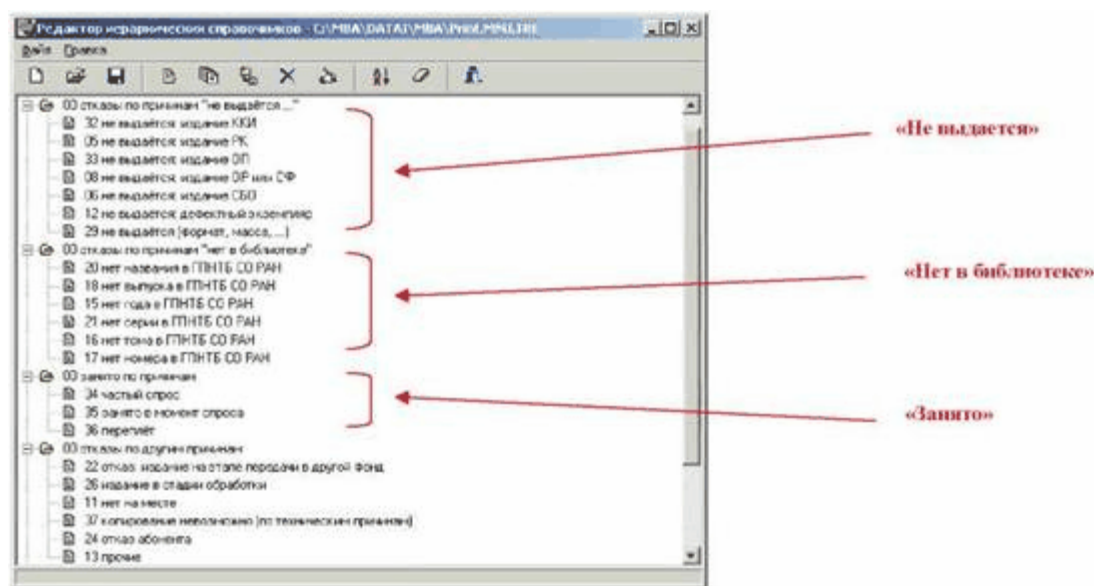 Редактор иерархических справочников - C:\MBA\DATAT\MBA\Print.MNU.TRE
Файл Правка
00 отказы по причинам "не выдаётся ..."
32 не выдаётся: издание ККИ
05 не выдаётся: издание РК
33 не выдаётся: издание ОП
08 не выдаётся: издание ОР или СФ
06 не выдаётся: издание СБО
12 не выдаётся: дефектный экземпляр
29 не выдаётся (формат, масса, ...)
«Не выдается»
00 отказы по причинам "нет в библиотеке"
20 нет названия в ГПНТБ СО РАН
18 нет выпуска в ГПНТБ СО РАН
15 нет года в ГПНТБ СО РАН
21 нет серии в ГПНТБ СО РАН
16 нет тома в ГПНТБ СО РАН
17 нет номера в ГПНТБ СО РАН
«Нет в библиотеке»
00 занято по причинам
34 частый спрос
35 занято в момент спроса
36 переплёт
«Занято»
00 отказы по другим причинам
22 отказ: издание на этапе передачи в другой фонд
26 издание в стадии обработки
11 нет на месте
37 копирование невозможно (по техническим причинам)
24 отказ абонента
13 прочие